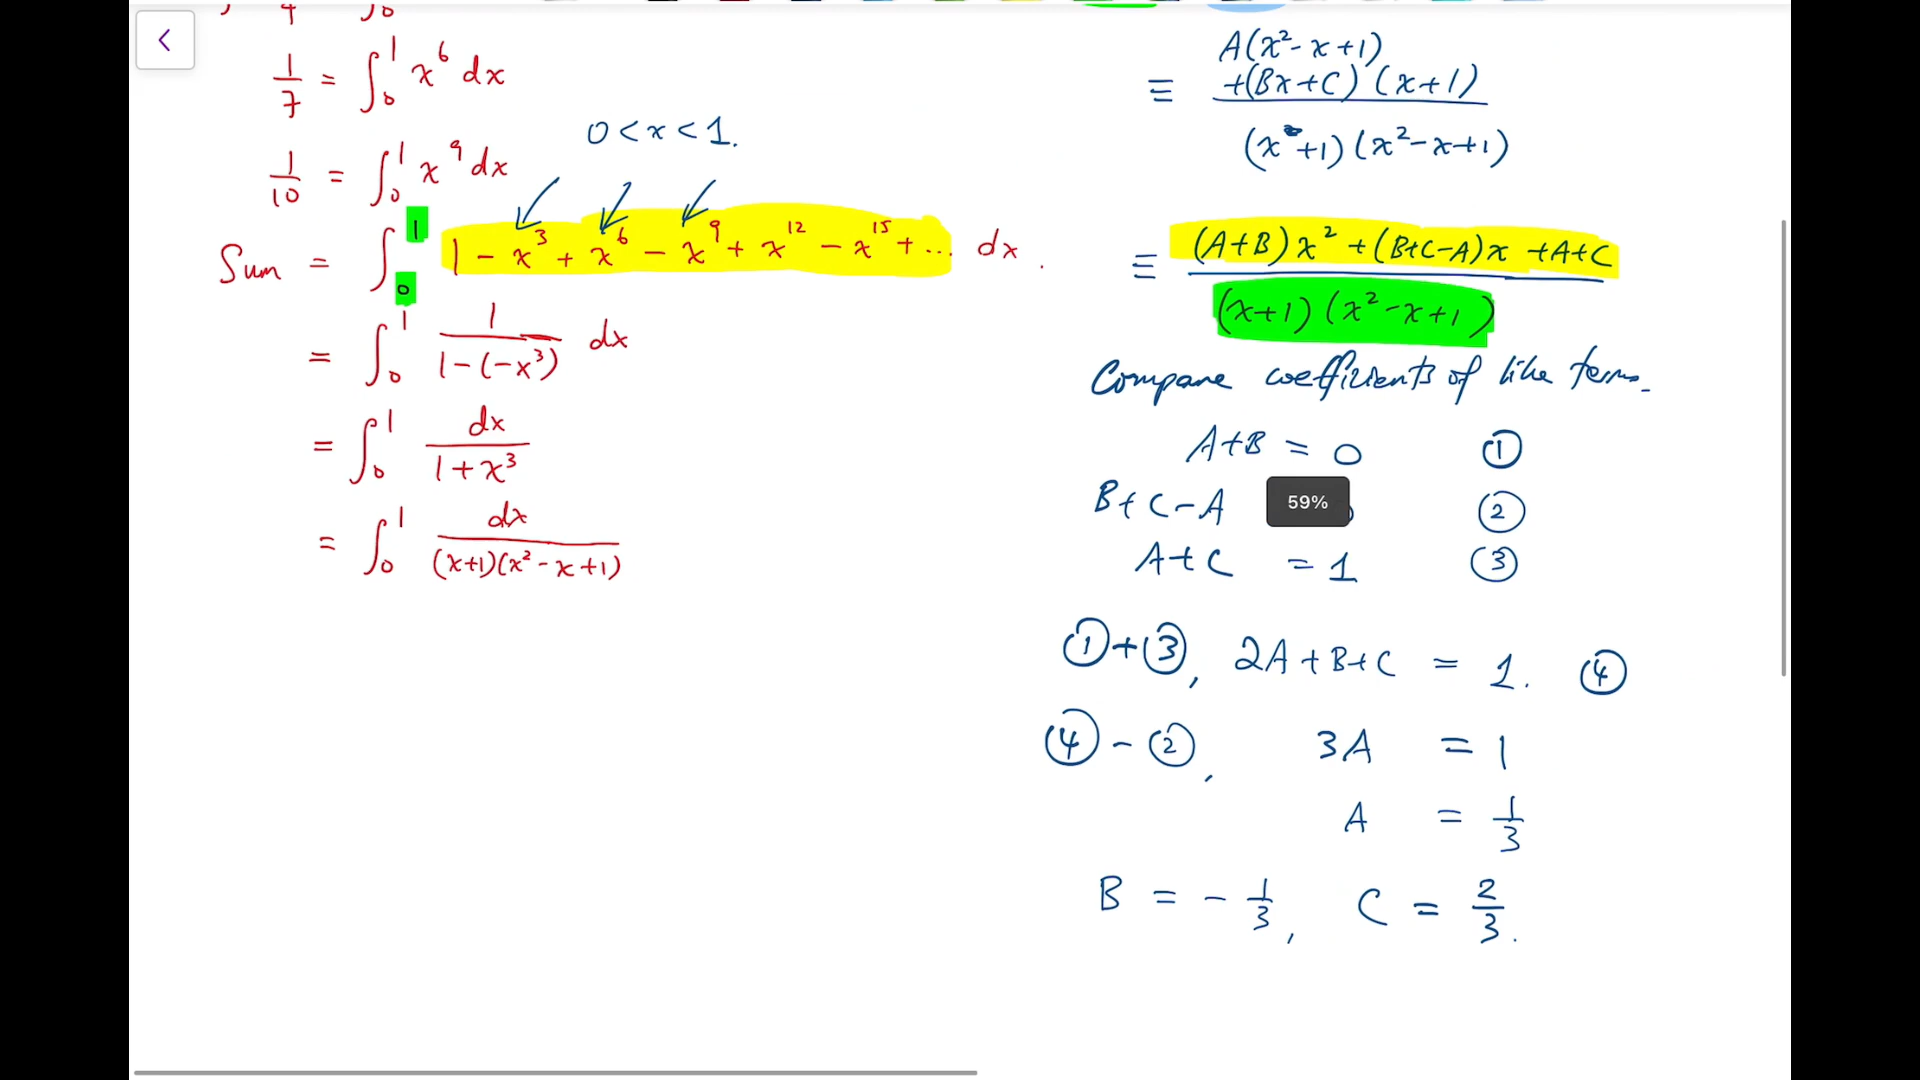 1/7 = ∫₀¹ x⁶ dx
0 < x < 1.
1/10 = ∫₀¹ x⁹ dx
Sum = ∫₀¹ 1 - x³ + x⁶ - x⁹ + x¹² - x¹⁵ + ... dx .
= ∫₀¹ 1/(1-(-x³)) dx
= ∫₀¹ dx/(1+x³)
= ∫₀¹ dx/((x+1)(x²-x+1))
A(x²-x+1)
≡ +(Bx+C)(x+1)
(x+1)(x²-x+1)
≡ (A+B)x² + (B+C-A)x + A+C
(x+1)(x²-x+1)
Compare coefficients of like terms.
A+B = 0 ①
B+C-A 59% ②
A+C = 1 ③
①+③, 2A+B+C = 1. ④
④-②, 3A = 1
A = 1/3
B = -1/3, C = 2/3.